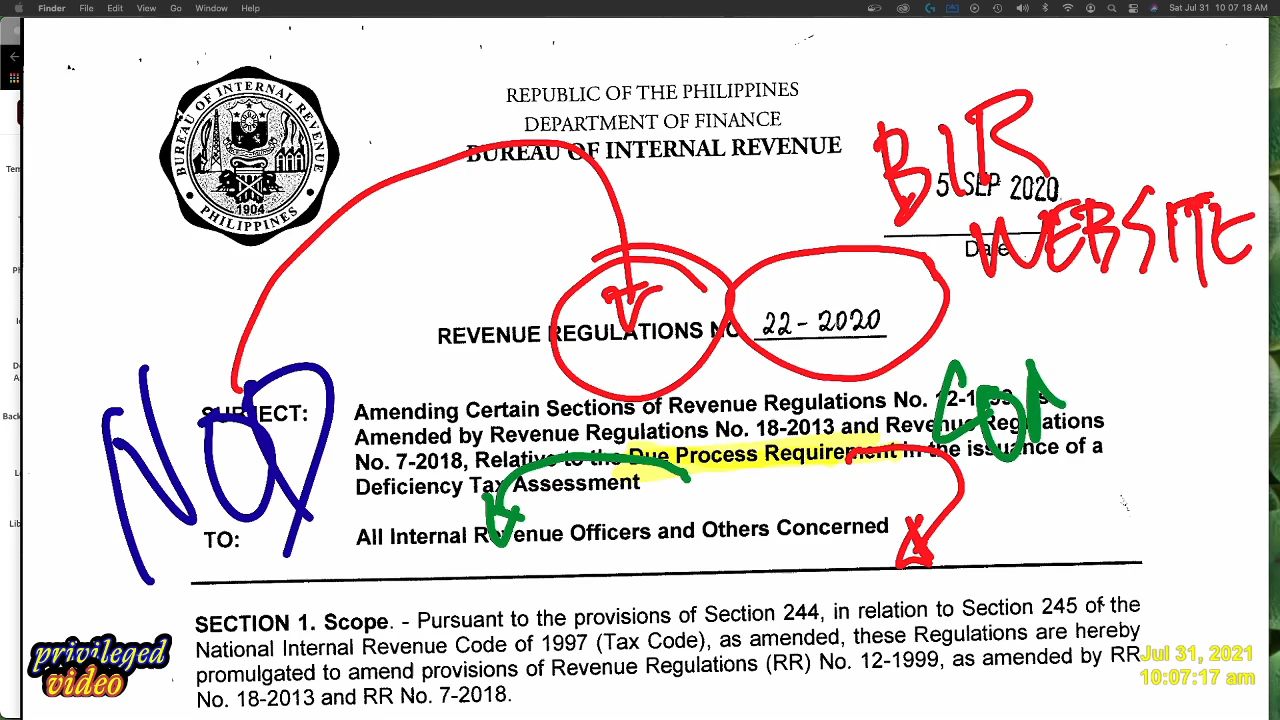 Finder File Edit View Go Window Help Sat Jul 31 10 07 18 AM
BUREAU OF INTERNAL REVENUE
1904
PHILIPPINES
REPUBLIC OF THE PHILIPPINES
DEPARTMENT OF FINANCE
BUREAU OF INTERNAL REVENUE
BIR
WEBSITE
5 SEP 2020
Date
REVENUE REGULATIONS NO. 22-2020
NOD
SUBJECT: Amending Certain Sections of Revenue Regulations No. 12-1999
Amended by Revenue Regulations No. 18-2013 and Revenue Regulations
No. 7-2018, Relative to the Due Process Requirement in the issuance of a
Deficiency Tax Assessment
TO: All Internal Revenue Officers and Others Concerned
SECTION 1. Scope. - Pursuant to the provisions of Section 244, in relation to Section 245 of the
National Internal Revenue Code of 1997 (Tax Code), as amended, these Regulations are hereby
promulgated to amend provisions of Revenue Regulations (RR) No. 12-1999, as amended by RR
No. 18-2013 and RR No. 7-2018.
privileged
video
Jul 31, 2021
10:07:17 am